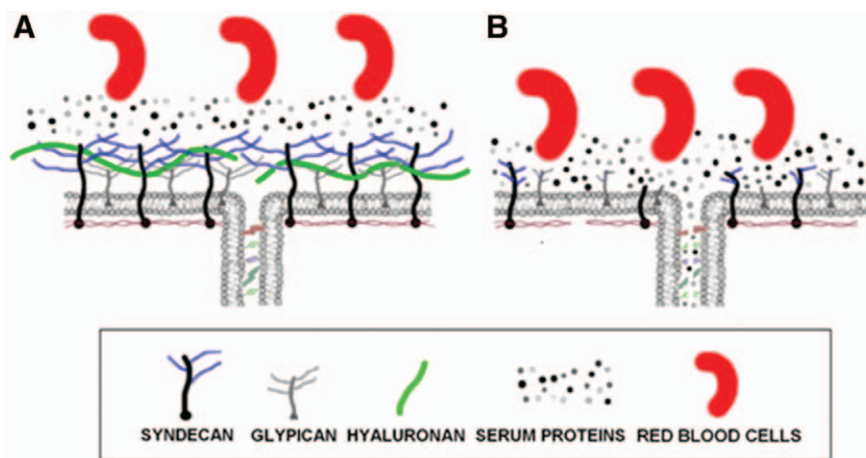 A
B
SYNDECAN GLYPICAN HYALURONAN SERUM PROTEINS RED BLOOD CELLS